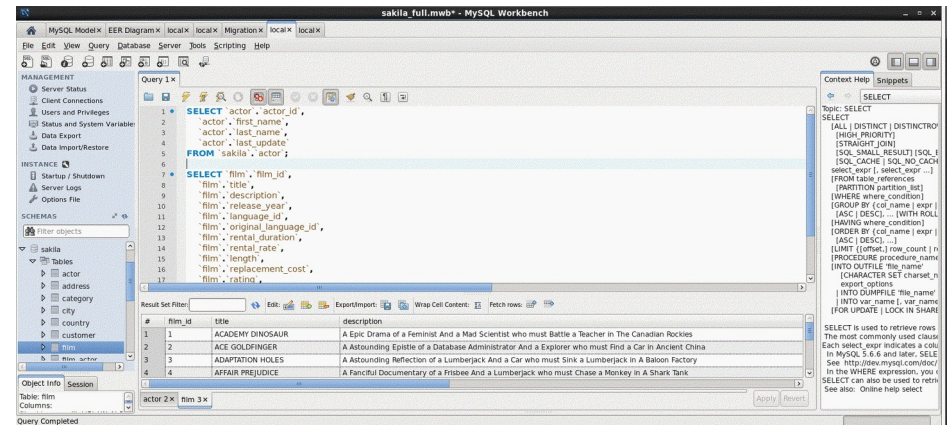 sakila_full.mwb* - MySQL Workbench
MySQL Model× EER Diagram× local× local× Migration× local× local×
File Edit View Query Database Server Tools Scripting Help
MANAGEMENT
Server Status
Client Connections
Users and Privileges
Status and System Variable
Data Export
Data Import/Restore
INSTANCE
Startup / Shutdown
Server Logs
Options File
SCHEMAS
Filter objects
sakila
Tables
actor
address
category
city
country
customer
film
film_actor
Object Info Session
Table: film
Columns:
Query 1×
1 SELECT `actor`.`actor_id`,
2 `actor`.`first_name`,
3 `actor`.`last_name`,
4 `actor`.`last_update`
5 FROM `sakila`.`actor`;
6
7 SELECT `film`.`film_id`,
8 `film`.`title`,
9 `film`.`description`,
10 `film`.`release_year`,
11 `film`.`language_id`,
12 `film`.`original_language_id`,
13 `film`.`rental_duration`,
14 `film`.`rental_rate`,
15 `film`.`length`,
16 `film`.`replacement_cost`,
17 `film`.`rating`,
Result Set Filter: Edit: Export/Import: Wrap Cell Content: Fetch rows:
# film_id title description
1 1 ACADEMY DINOSAUR A Epic Drama of a Feminist And a Mad Scientist who must Battle a Teacher in The Canadian Rockies
2 2 ACE GOLDFINGER A Astounding Epistle of a Database Administrator And a Explorer who must Find a Car in Ancient China
3 3 ADAPTATION HOLES A Astounding Reflection of a Lumberjack And a Car who must Sink a Lumberjack in A Baloon Factory
4 4 AFFAIR PREJUDICE A Fanciful Documentary of a Frisbee And a Lumberjack who must Chase a Monkey in A Shark Tank
actor 2× film 3× Apply Revert
Context Help Snippets
SELECT
Topic: SELECT
SELECT
[ALL | DISTINCT | DISTINCTRO
[HIGH_PRIORITY]
[STRAIGHT_JOIN]
[SQL_SMALL_RESULT] [SQL_
[SQL_CACHE | SQL_NO_CACH
select_expr [, select_expr ...]
[FROM table_references
[PARTITION partition_list]
[WHERE where_condition]
[GROUP BY {col_name | expr |
[ASC | DESC], ... [WITH ROLL
[HAVING where_condition]
[ORDER BY {col_name | expr |
[ASC | DESC], ...]
[LIMIT {[offset,] row_count |
[PROCEDURE procedure_name
[INTO OUTFILE 'file_name'
[CHARACTER SET charset_n
export_options
| INTO DUMPFILE 'file_name'
| INTO var_name [, var_name
[FOR UPDATE | LOCK IN SHARE
SELECT is used to retrieve rows
The most commonly used claus
Each select_expr indicates a colu
In MySQL 5.6.6 and later, SELE
See http://dev.mysql.com/doc/
In the WHERE expression, you
SELECT can also be used to retri
See also: Online help select
Query Completed